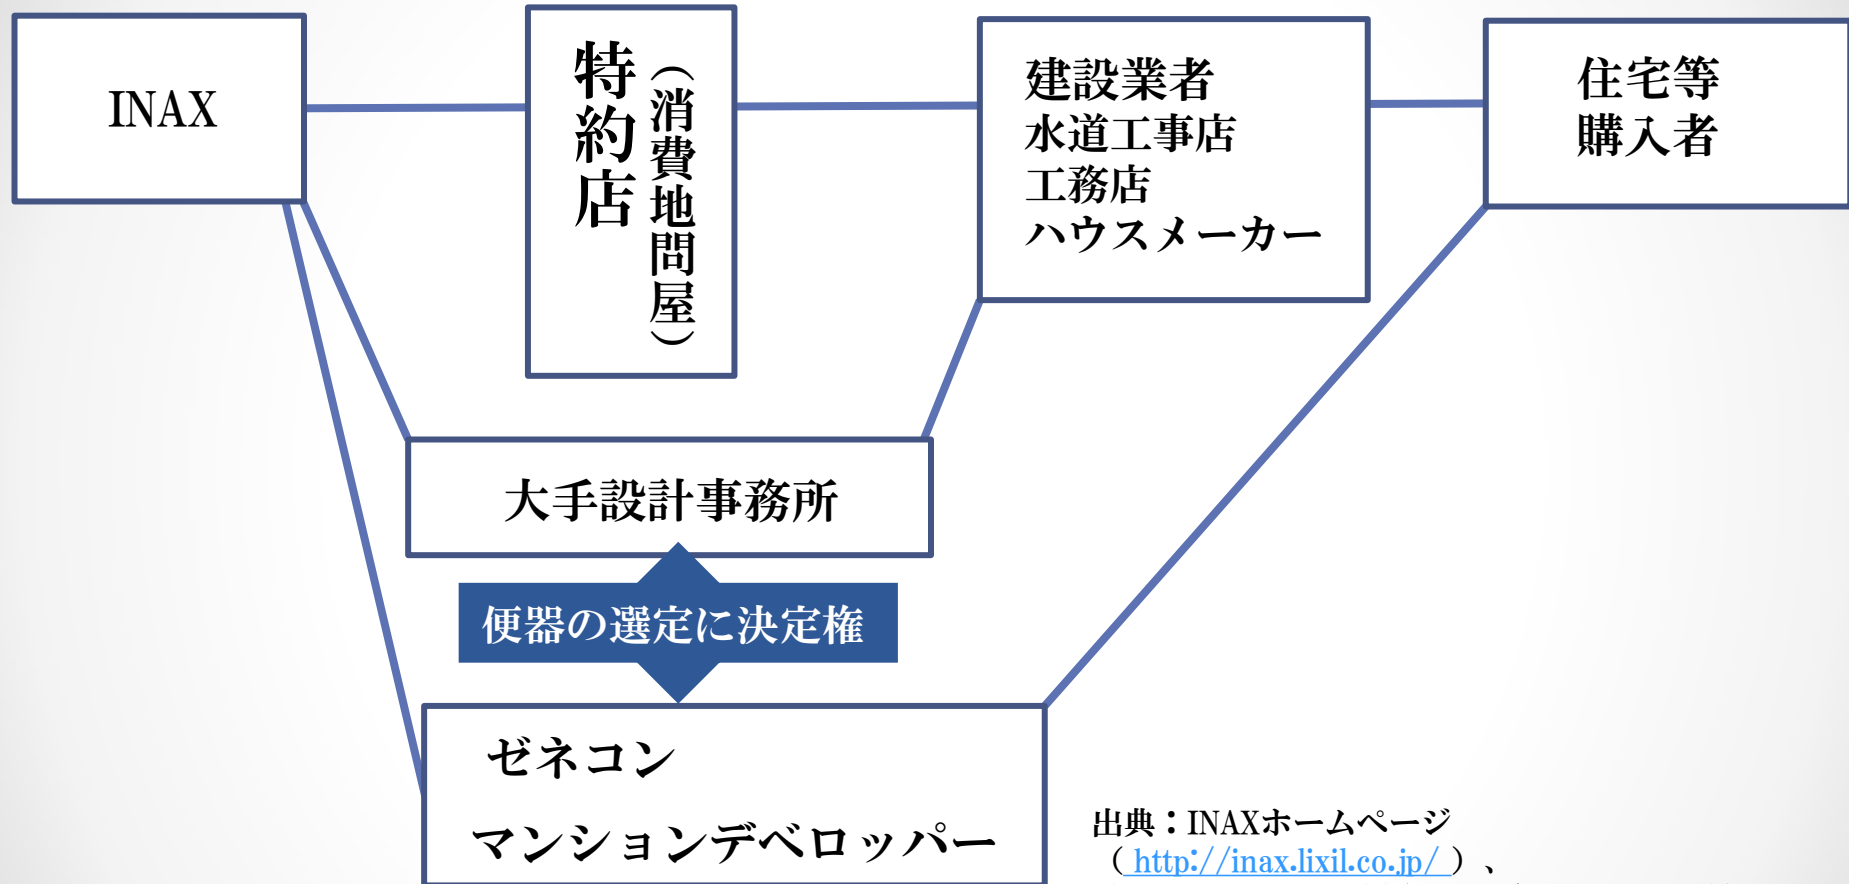 INAX
特約店
（消費地問屋）
建設業者
水道工事店
工務店
ハウスメーカー
住宅等
購入者
大手設計事務所
便器の選定に決定権
ゼネコン
マンションデベロッパー
出典：INAXホームページ
（ http://inax.lixil.co.jp/ ）、